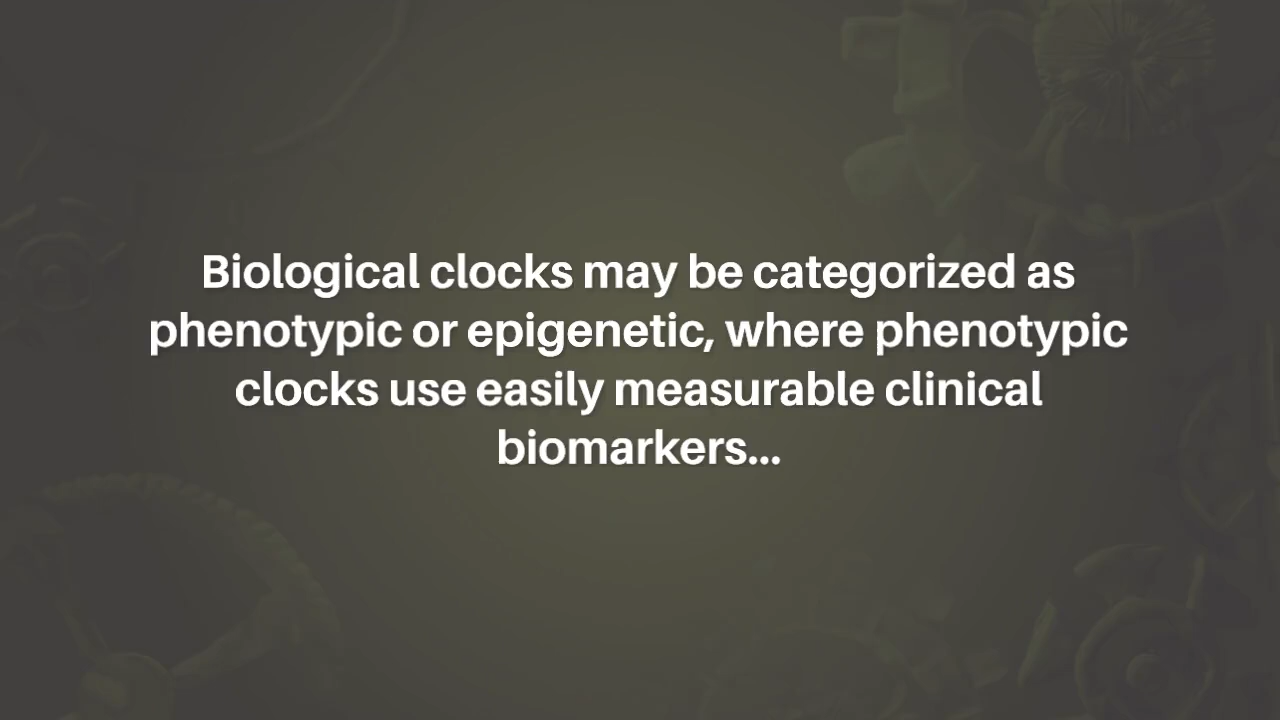 Biological clocks may be categorized as
phenotypic or epigenetic, where phenotypic
clocks use easily measurable clinical
biomarkers...